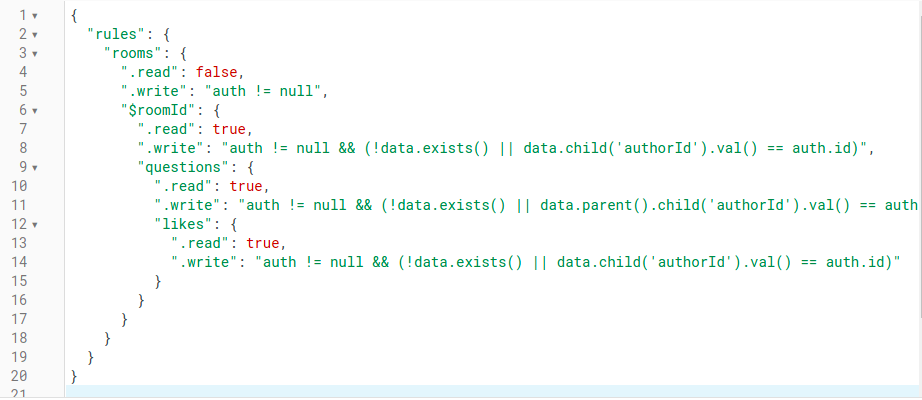 1 {
2 "rules": {
3 "rooms": {
4 ".read": false,
5 ".write": "auth != null",
6 "$roomId": {
7 ".read": true,
8 ".write": "auth != null && (!data.exists() || data.child('authorId').val() == auth.id)",
9 "questions": {
10 ".read": true,
11 ".write": "auth != null && (!data.exists() || data.parent().child('authorId').val() == auth
12 "likes": {
13 ".read": true,
14 ".write": "auth != null && (!data.exists() || data.child('authorId').val() == auth.id)"
15 }
16 }
17 }
18 }
19 }
20 }
21